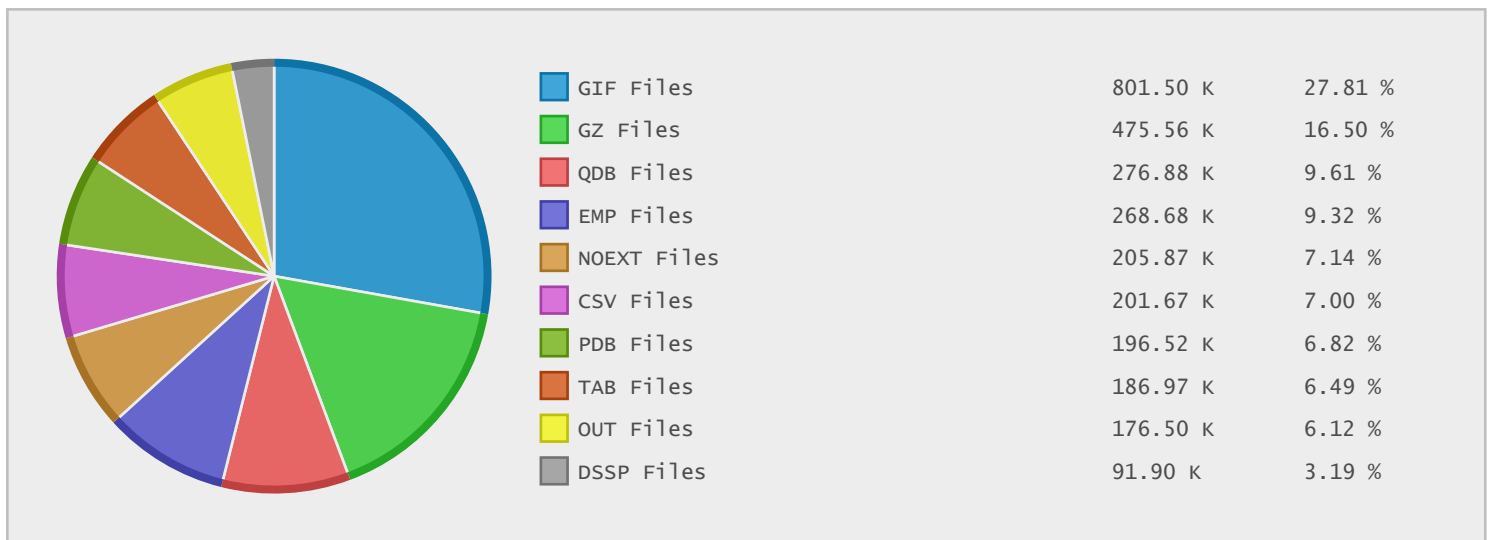 GIF Files 801.50 K 27.81 %
GZ Files 475.56 K 16.50 %
QDB Files 276.88 K 9.61 %
EMP Files 268.68 K 9.32 %
NOEXT Files 205.87 K 7.14 %
CSV Files 201.67 K 7.00 %
PDB Files 196.52 K 6.82 %
TAB Files 186.97 K 6.49 %
OUT Files 176.50 K 6.12 %
DSSP Files 91.90 K 3.19 %